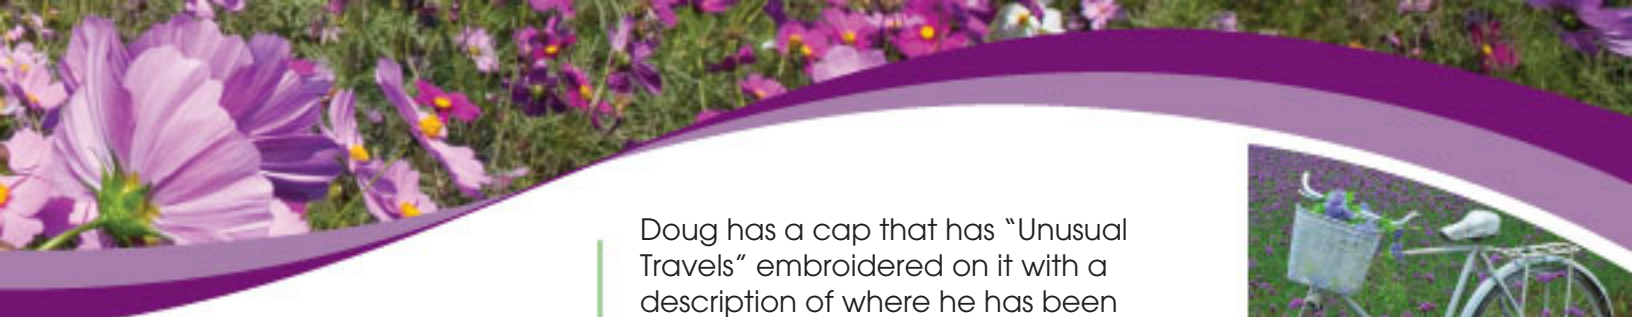 Doug has a cap that has “Unusual
Travels” embroidered on it with a
description of where he has been